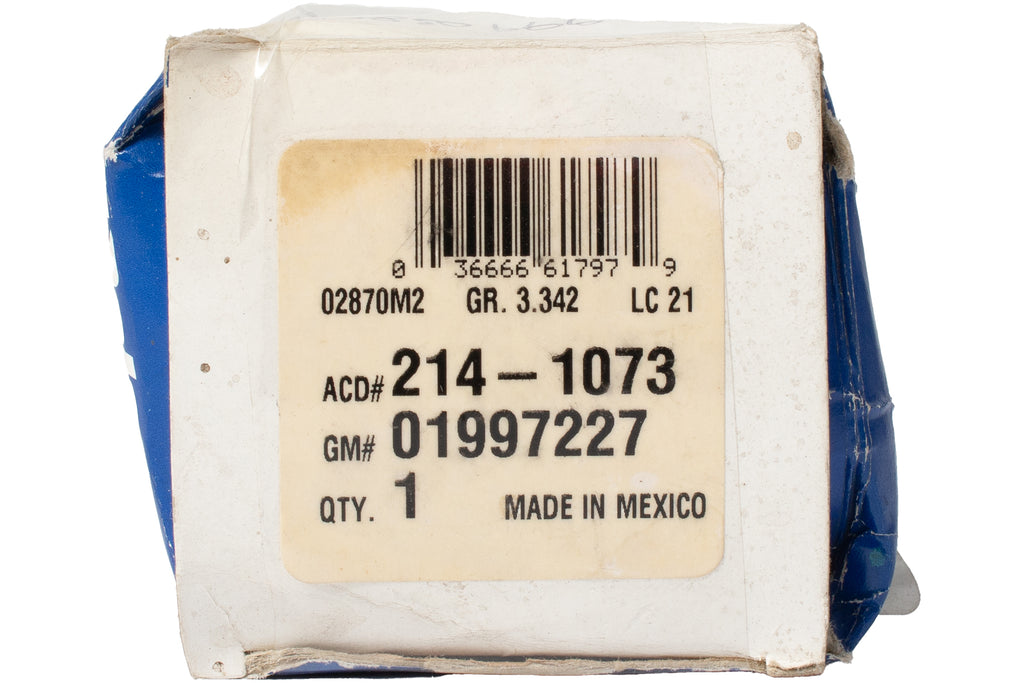 0 36666 61797 9
02870M2 GR. 3.342 LC 21
ACD# 214-1073
GM# 01997227
QTY. 1 MADE IN MEXICO